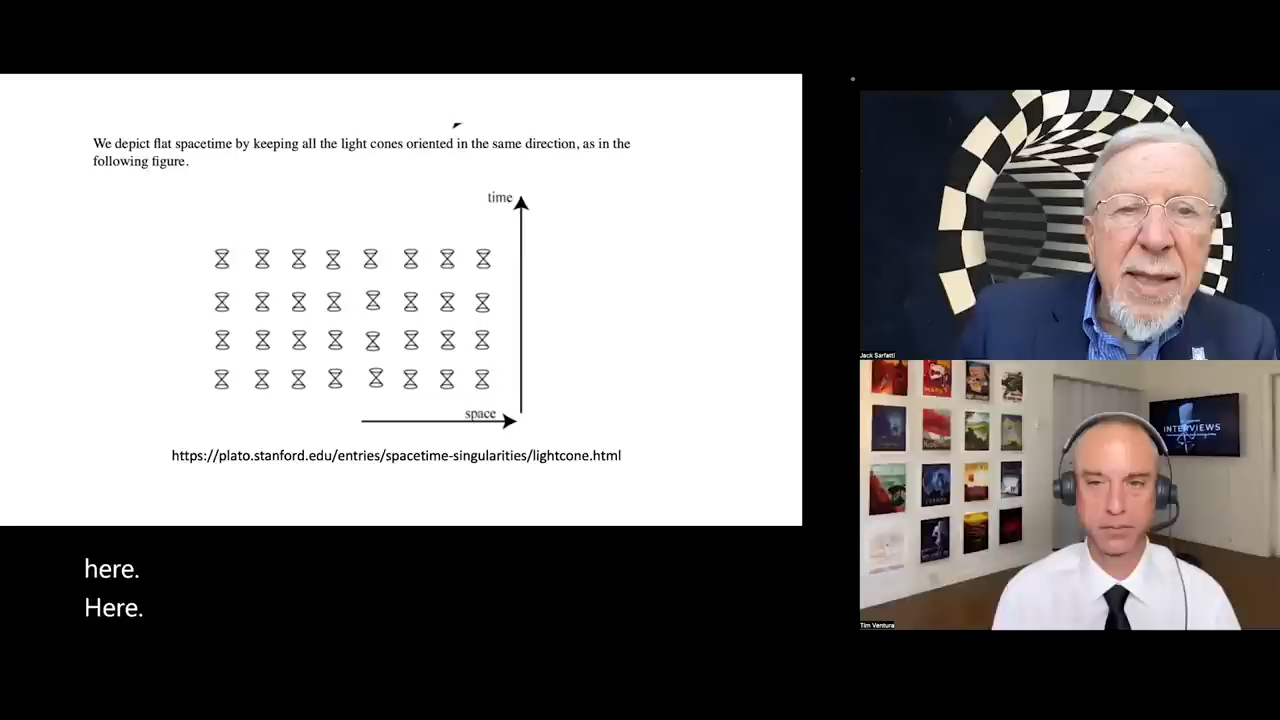 We depict flat spacetime by keeping all the light cones oriented in the same direction, as in the
following figure.
time
space
https://plato.stanford.edu/entries/spacetime-singularities/lightcone.html
here.
Here.
Jack Sarfatti
INTERVIEWS
Tim Ventura